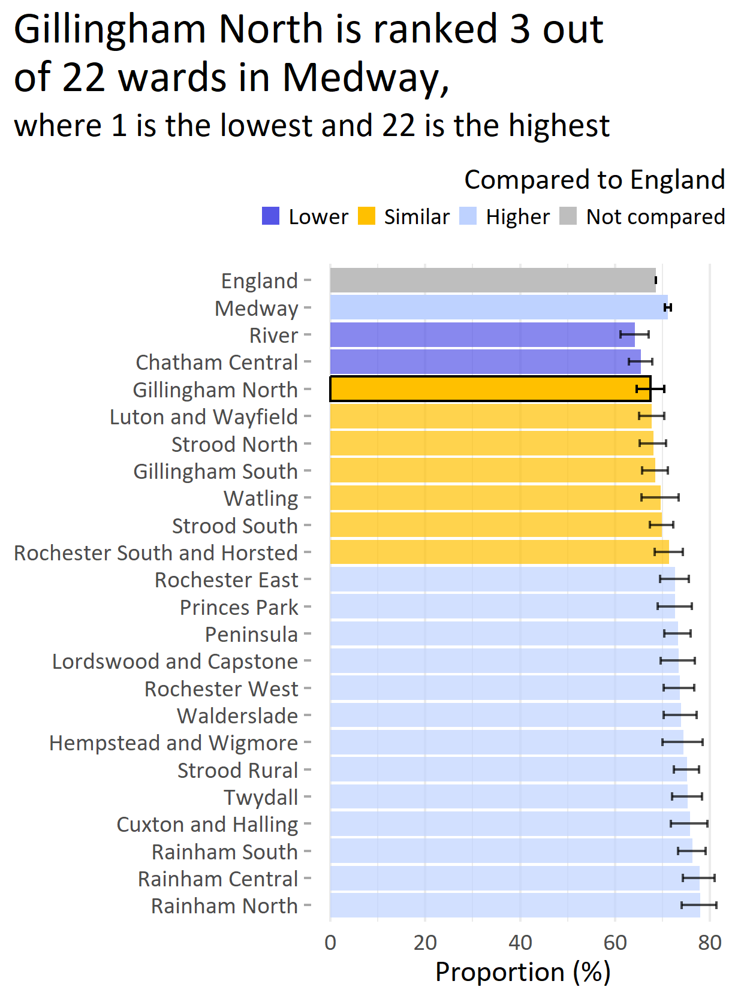 Gillingham North is ranked 3 out
of 22 wards in Medway,
where 1 is the lowest and 22 is the highest
Compared to England
Lower Similar Higher Not compared
England
Medway
River
Chatham Central
Gillingham North
Luton and Wayfield
Strood North
Gillingham South
Watling
Strood South
Rochester South and Horsted
Rochester East
Princes Park
Peninsula
Lordswood and Capstone
Rochester West
Walderslade
Hempstead and Wigmore
Strood Rural
Twydall
Cuxton and Halling
Rainham South
Rainham Central
Rainham North
0 20 40 60 80
Proportion (%)